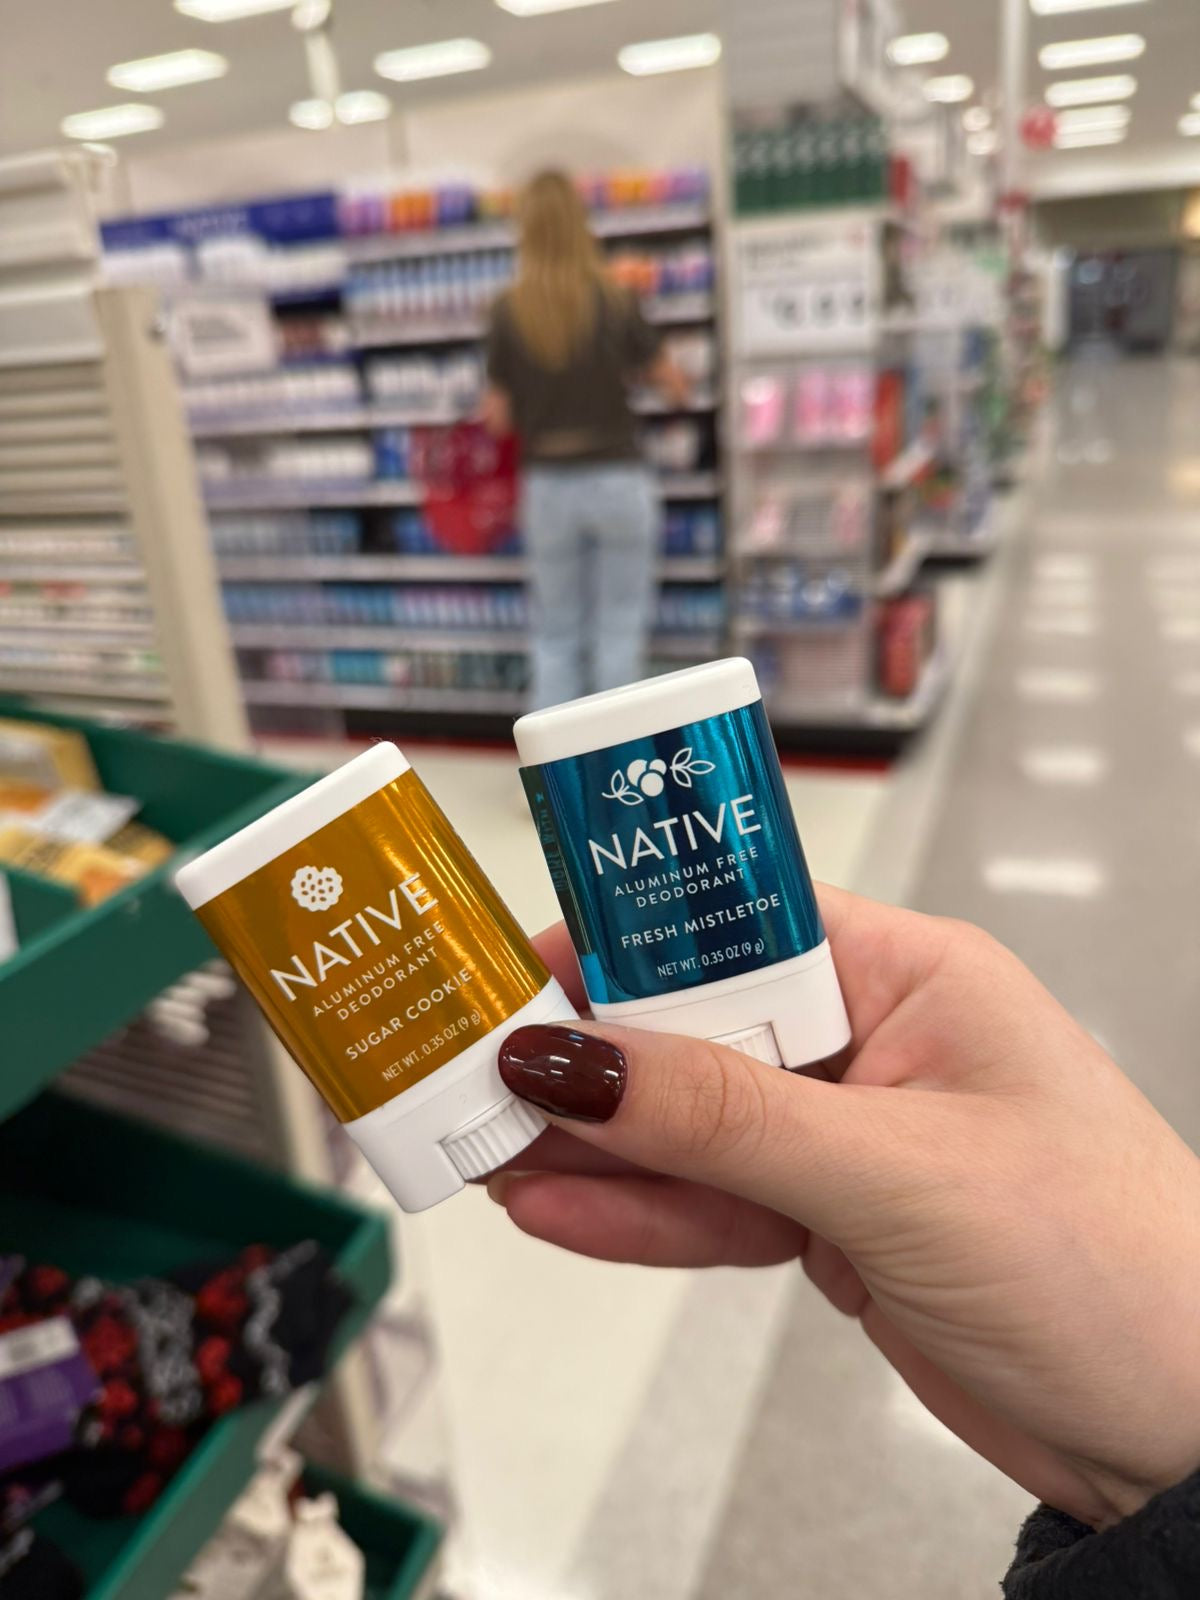 NATIVE
ALUMINUM FREE
DEODORANT
SUGAR COOKIE
NET WT. 0.35 OZ (9 g)
NATIVE
ALUMINUM FREE
DEODORANT
FRESH MISTLETOE
NET WT. 0.35 OZ (9 g)